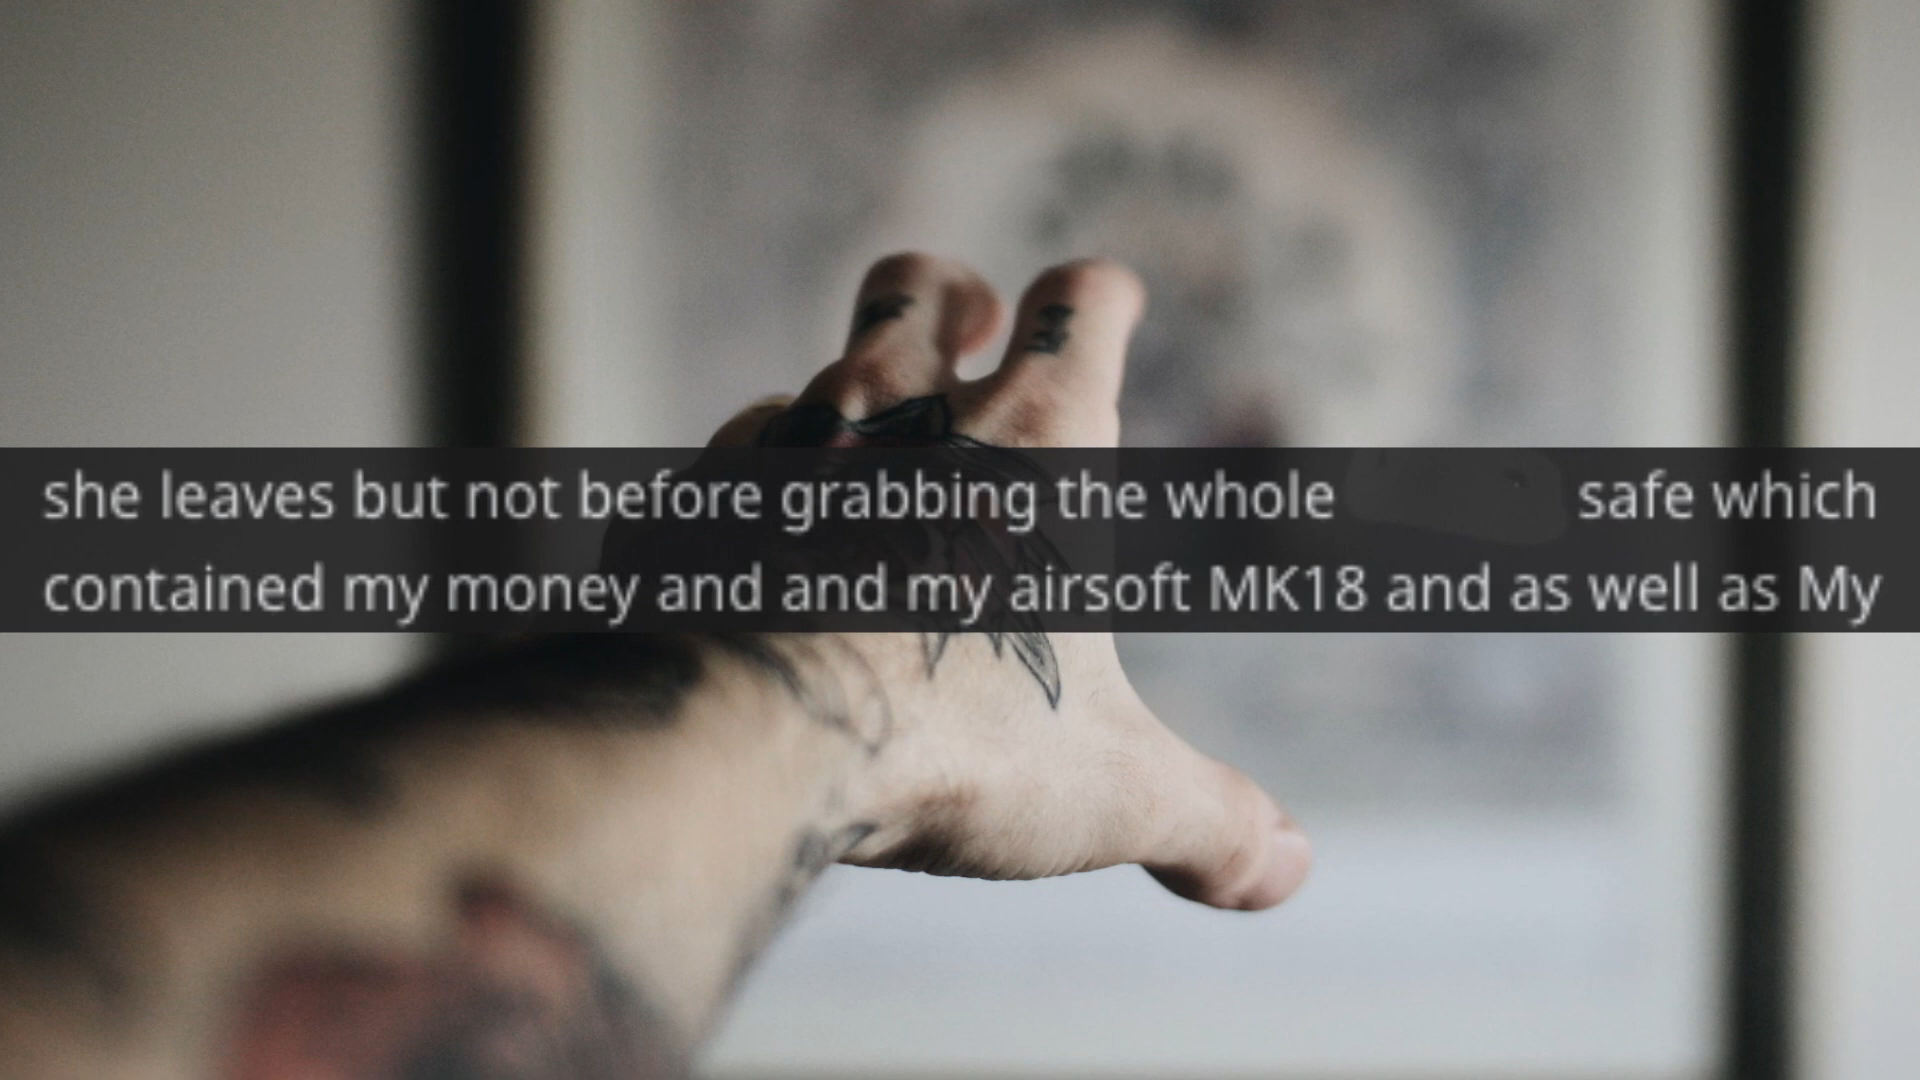 she leaves but not before grabbing the whole safe which
contained my money and and my airsoft MK18 and as well as My